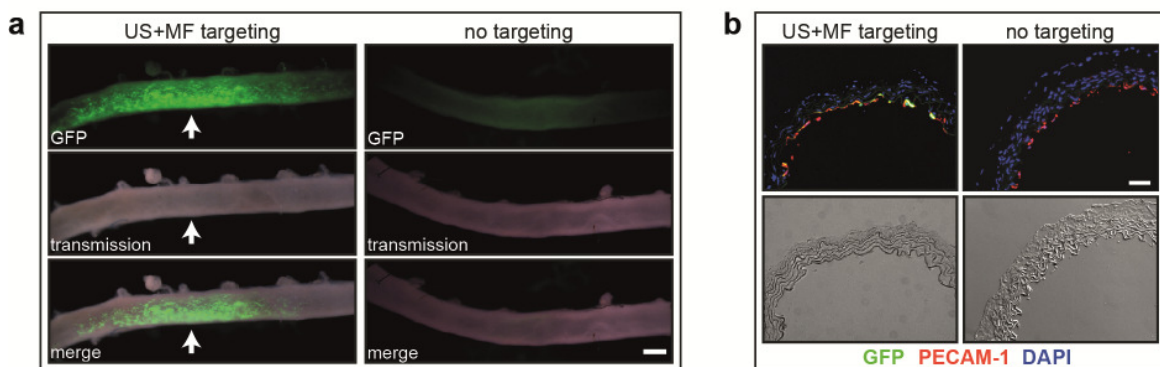 a
US+MF targeting
no targeting
GFP
GFP
transmission
transmission
merge
merge
b
US+MF targeting
no targeting
GFP PECAM-1 DAPI